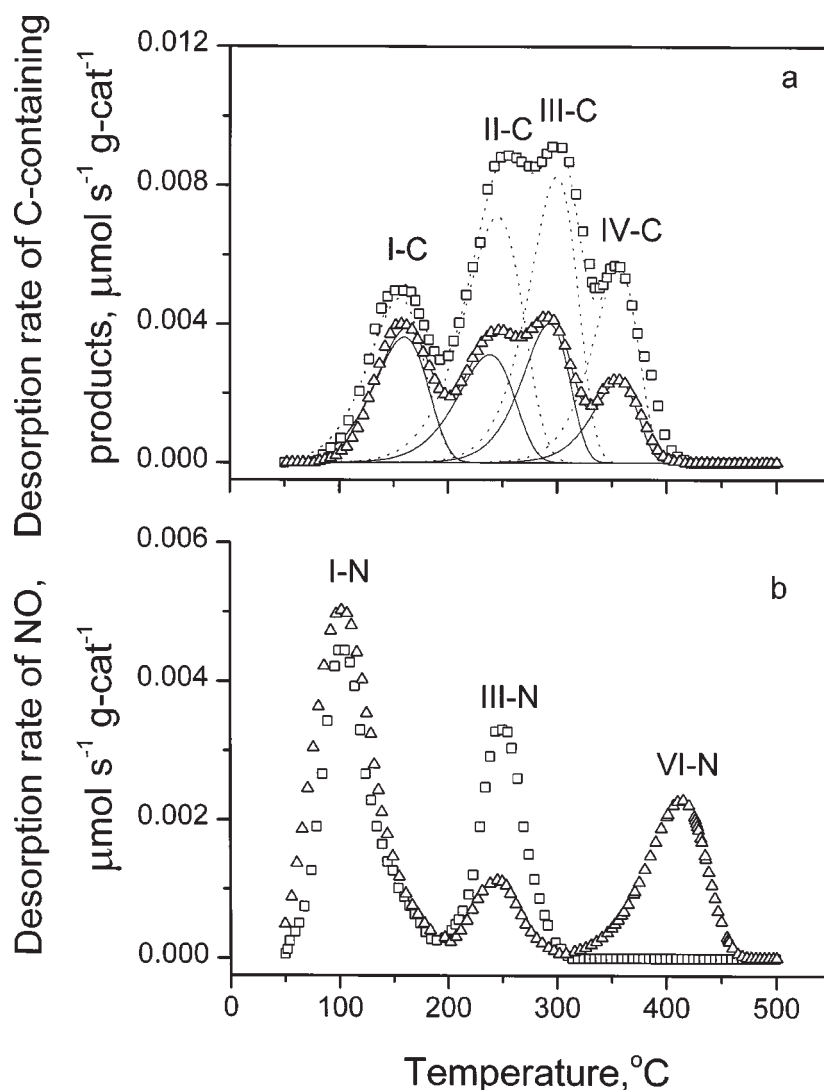 Desorption rate of C-containing
products, μmol s⁻¹ g-cat⁻¹
0.012
0.008
0.004
0.000
a
I-C
II-C
III-C
IV-C
Desorption rate of NO,
μmol s⁻¹ g-cat⁻¹
0.006
0.004
0.002
0.000
b
I-N
III-N
VI-N
0
100
200
300
400
500
Temperature,°C